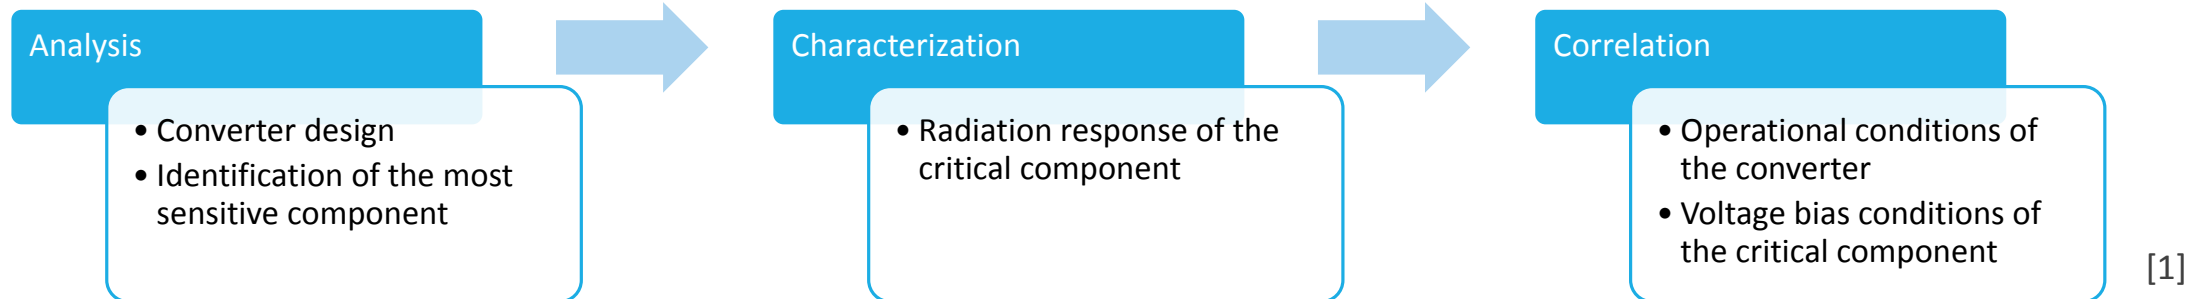 Analysis
• Converter design
• Identification of the most
sensitive component
Characterization
• Radiation response of the
critical component
Correlation
• Operational conditions of
the converter
• Voltage bias conditions of
the critical component
[1]